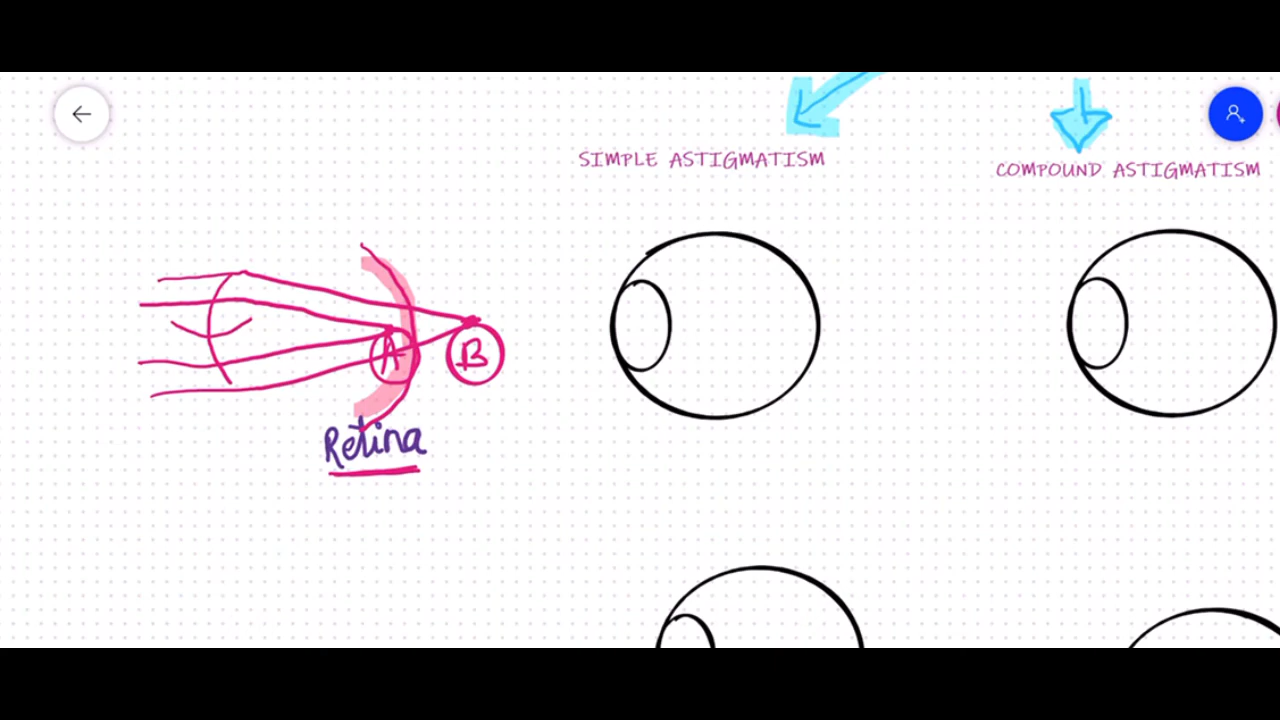 SIMPLE ASTIGMATISM
COMPOUND ASTIGMATISM
A
B
Retina